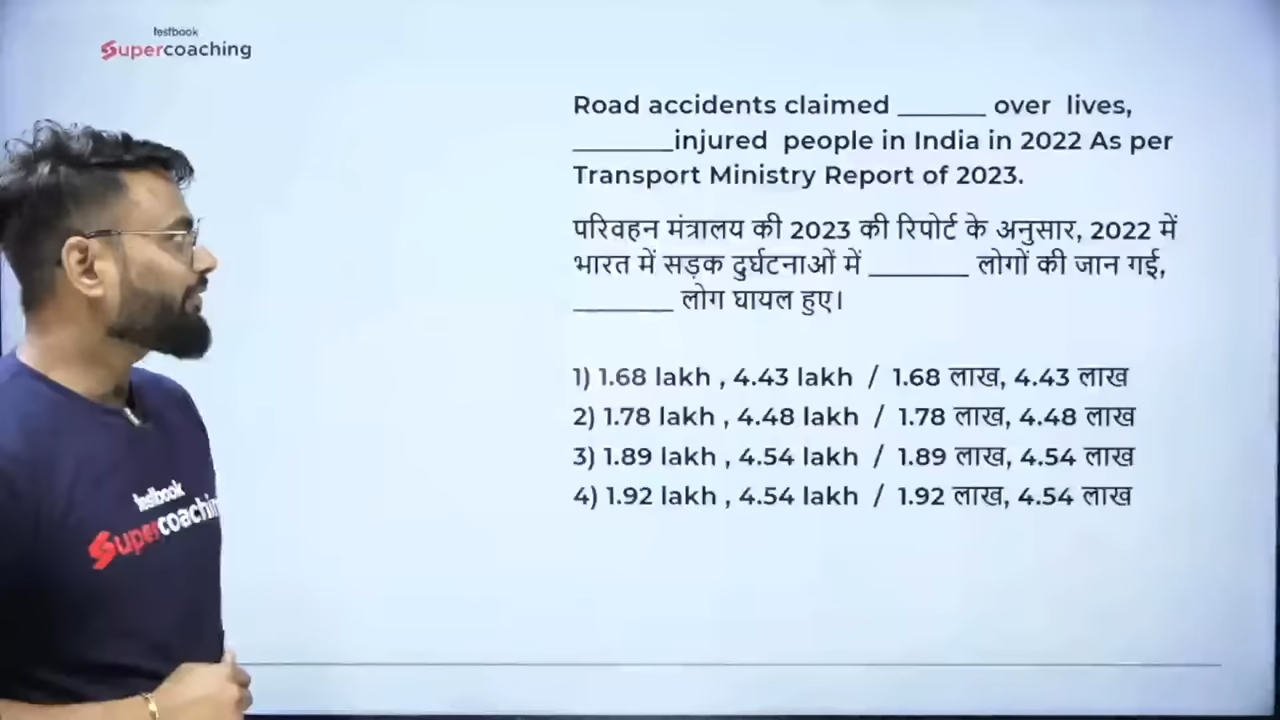 testbook
Supercoaching
Road accidents claimed ______ over lives,
_______injured people in India in 2022 As per
Transport Ministry Report of 2023.
परिवहन मंत्रालय की 2023 की रिपोर्ट के अनुसार, 2022 में
भारत में सड़क दुर्घटनाओं में _______ लोगों की जान गई,
_______ लोग घायल हुए।
1) 1.68 lakh , 4.43 lakh / 1.68 लाख, 4.43 लाख
2) 1.78 lakh , 4.48 lakh / 1.78 लाख, 4.48 लाख
3) 1.89 lakh , 4.54 lakh / 1.89 लाख, 4.54 लाख
4) 1.92 lakh , 4.54 lakh / 1.92 लाख, 4.54 लाख
testbook
Supercoachin